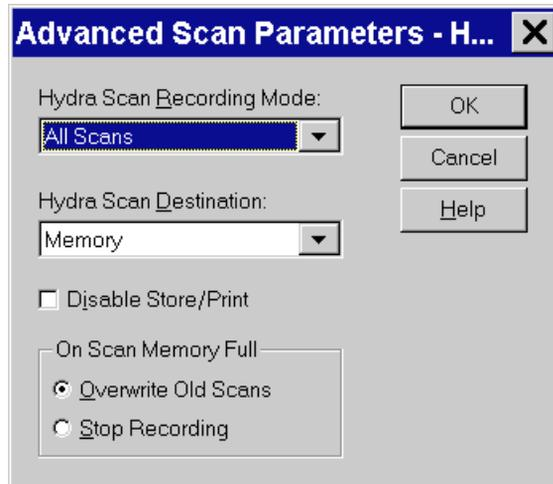 Advanced Scan Parameters - H...
Hydra Scan Recording Mode:
All Scans
Hydra Scan Destination:
Memory
Disable Store/Print
On Scan Memory Full
Overwrite Old Scans
Stop Recording
OK
Cancel
Help